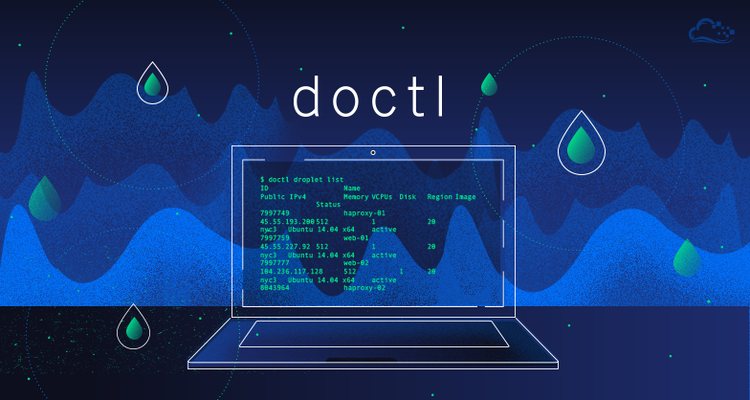 doctl
$ doctl droplet list
ID Name
Public IPv4 Memory VCPUs Disk Region Image
Status
7997749 haproxy-01
45.55.193.200 512 1 20
nyc3 Ubuntu 14.04 x64 active
7997759 web-01
45.55.227.92 512 1 20
nyc3 Ubuntu 14.04 x64 active
7997777 web-02
104.236.117.128 512 1 20
nyc3 Ubuntu 14.04 x64 active
8043964 haproxy-02